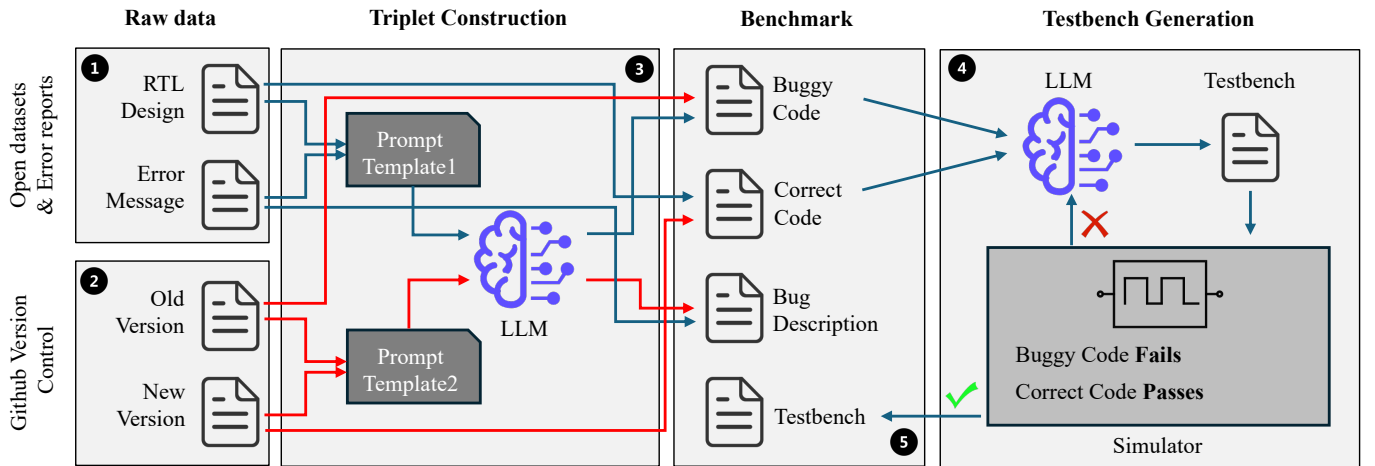 Raw data
Triplet Construction
Benchmark
Testbench Generation
Open datasets
& Error reports
Github Version
Control
1
RTL
Design
Error
Message
2
Old
Version
New
Version
3
Prompt
Template1
LLM
Prompt
Template2
Buggy
Code
Correct
Code
Bug
Description
Testbench
5
4
LLM
Testbench
Buggy Code Fails
Correct Code Passes
Simulator